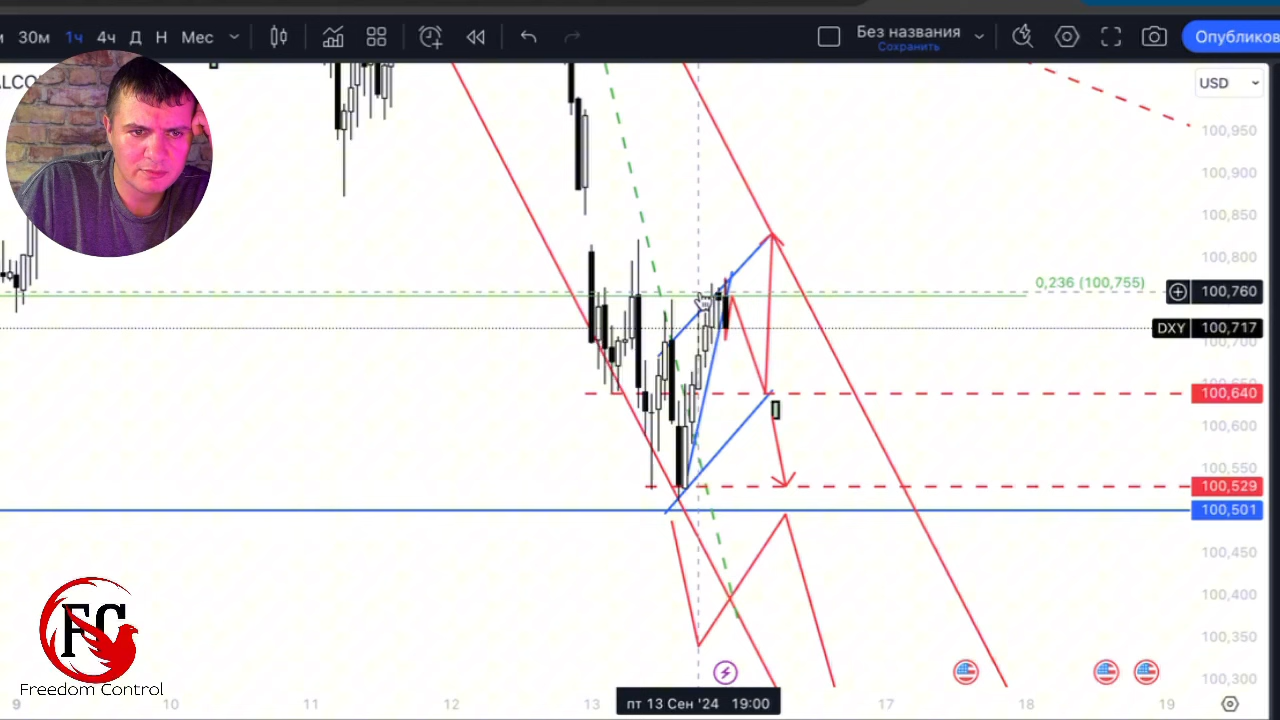 30м 1ч 4ч Д Н Мес
Без названия
Сохранить
USD
100,950
100,900
100,850
100,800
0,236 (100,755)
100,760
DXY 100,717
100,700
100,640
100,600
100,550
100,529
100,501
100,450
100,400
100,350
100,300
FC
Freedom Control
9 10 11 12 13 пт 13 Сен '24 19:00 17 18 19